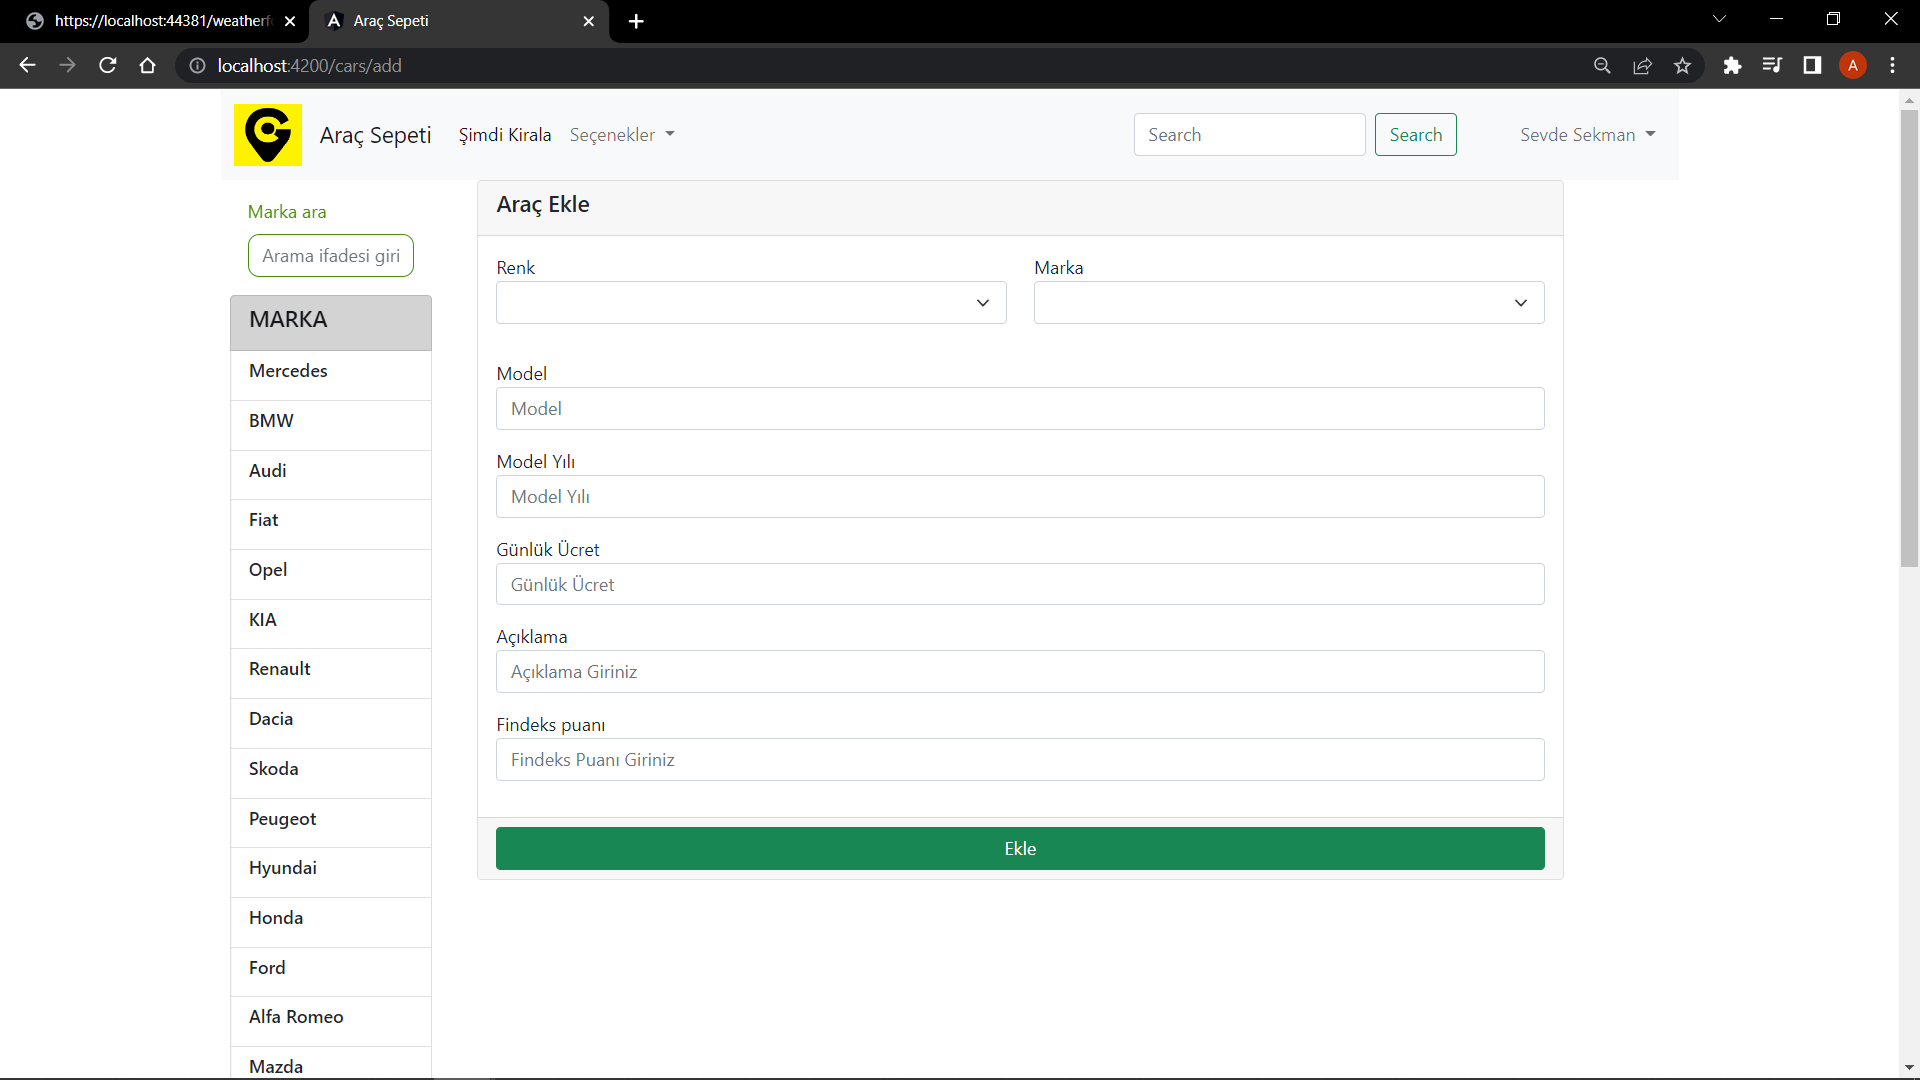 https://localhost:44381/weatherf
Araç Sepeti
localhost:4200/cars/add
A
Araç Sepeti
Şimdi Kirala
Seçenekler
Search
Search
Sevde Sekman
Marka ara
Arama ifadesi giri
MARKA
Mercedes
BMW
Audi
Fiat
Opel
KIA
Renault
Dacia
Skoda
Peugeot
Hyundai
Honda
Ford
Alfa Romeo
Mazda
Araç Ekle
Renk
Marka
Model
Model
Model Yılı
Model Yılı
Günlük Ücret
Günlük Ücret
Açıklama
Açıklama Giriniz
Findeks puanı
Findeks Puanı Giriniz
Ekle